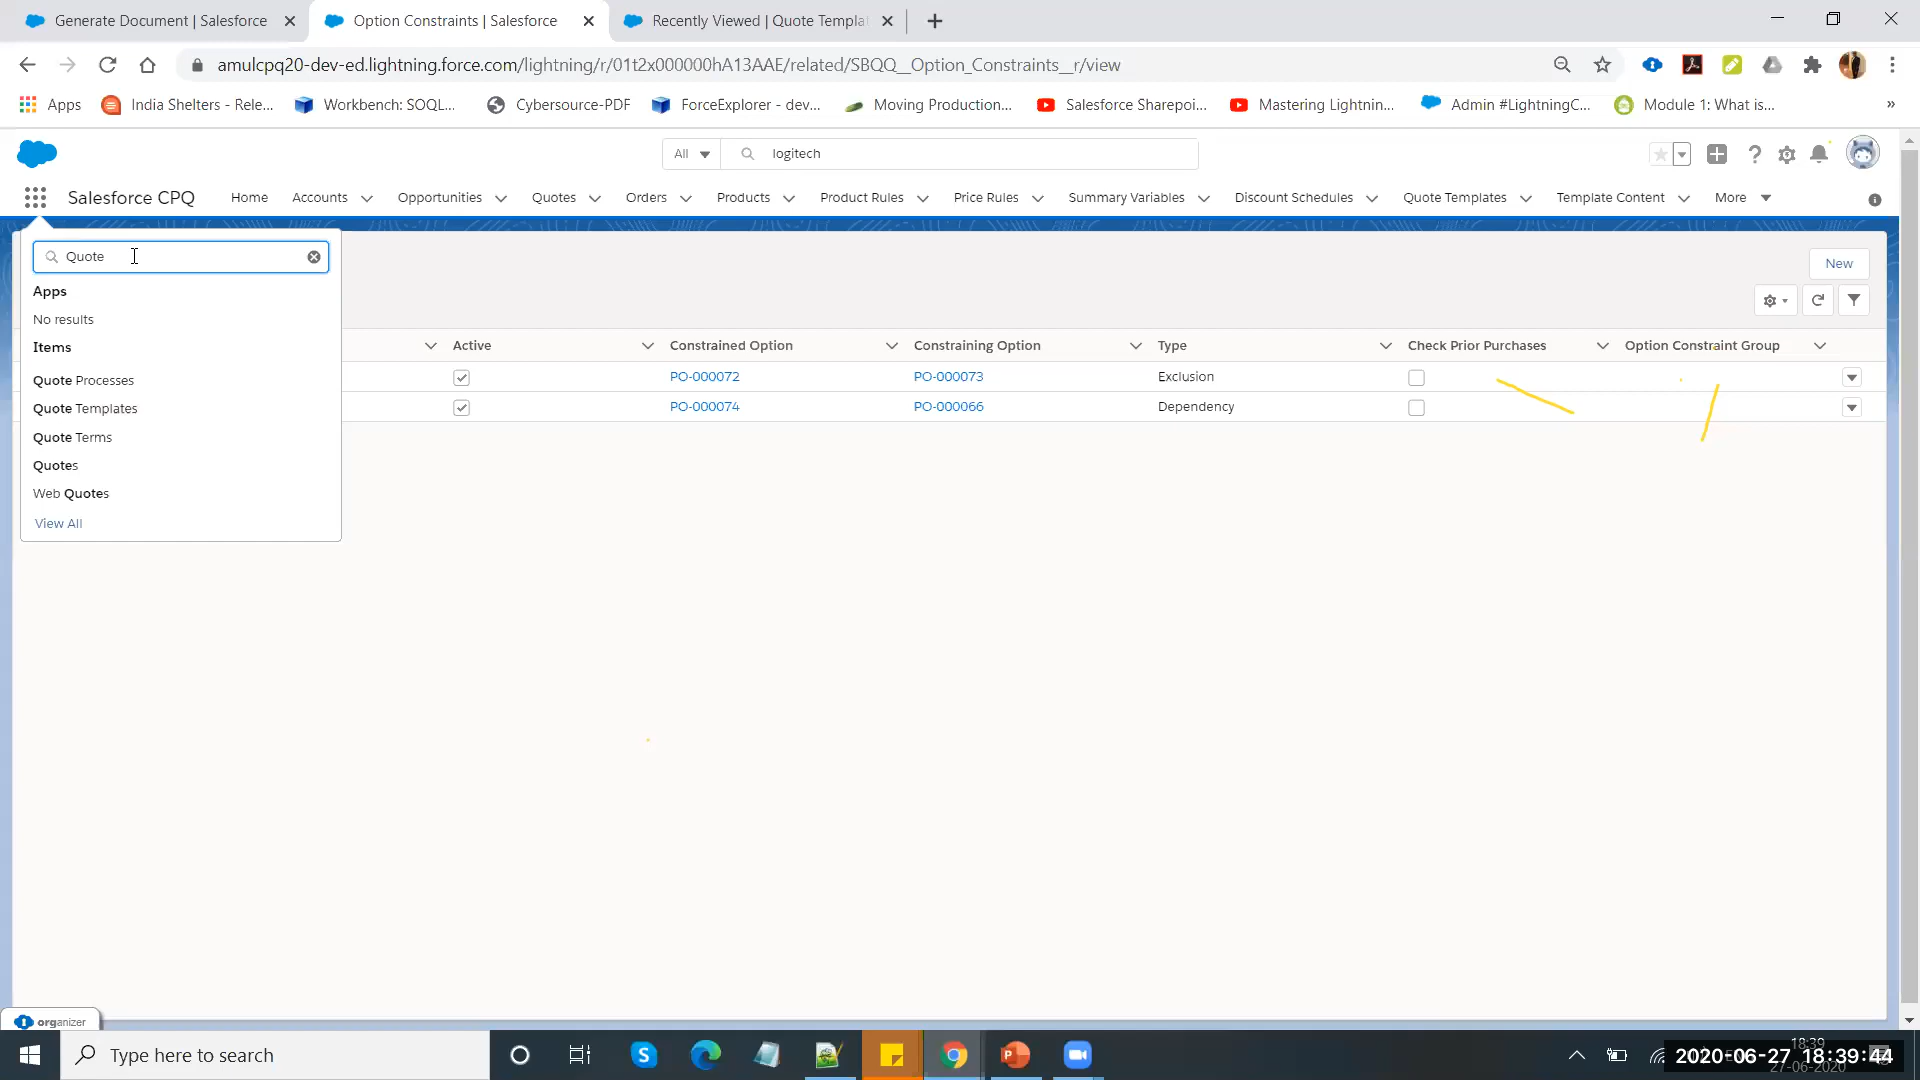 Generate Document | Salesforce
Option Constraints | Salesforce
Recently Viewed | Quote Templa
amulcpq20-dev-ed.lightning.force.com/lightning/r/01t2x000000hA13AAE/related/SBQQ__Option_Constraints__r/view
Apps India Shelters - Rele... Workbench: SOQL... Cybersource-PDF ForceExplorer - dev... Moving Production... Salesforce Sharepoi... Mastering Lightnin... Admin #LightningC... Module 1: What is... »
All logitech
Salesforce CPQ Home Accounts Opportunities Quotes Orders Products Product Rules Price Rules Summary Variables Discount Schedules Quote Templates Template Content More
Quote
New
Apps
No results
Items
Active Constrained Option Constraining Option Type Check Prior Purchases Option Constraint Group
PO-000072 PO-000073 Exclusion
PO-000074 PO-000066 Dependency
Quote Processes
Quote Templates
Quote Terms
Quotes
Web Quotes
View All
organizer
Type here to search
18:39
2020-06-27 18:39:44
27-06-2020